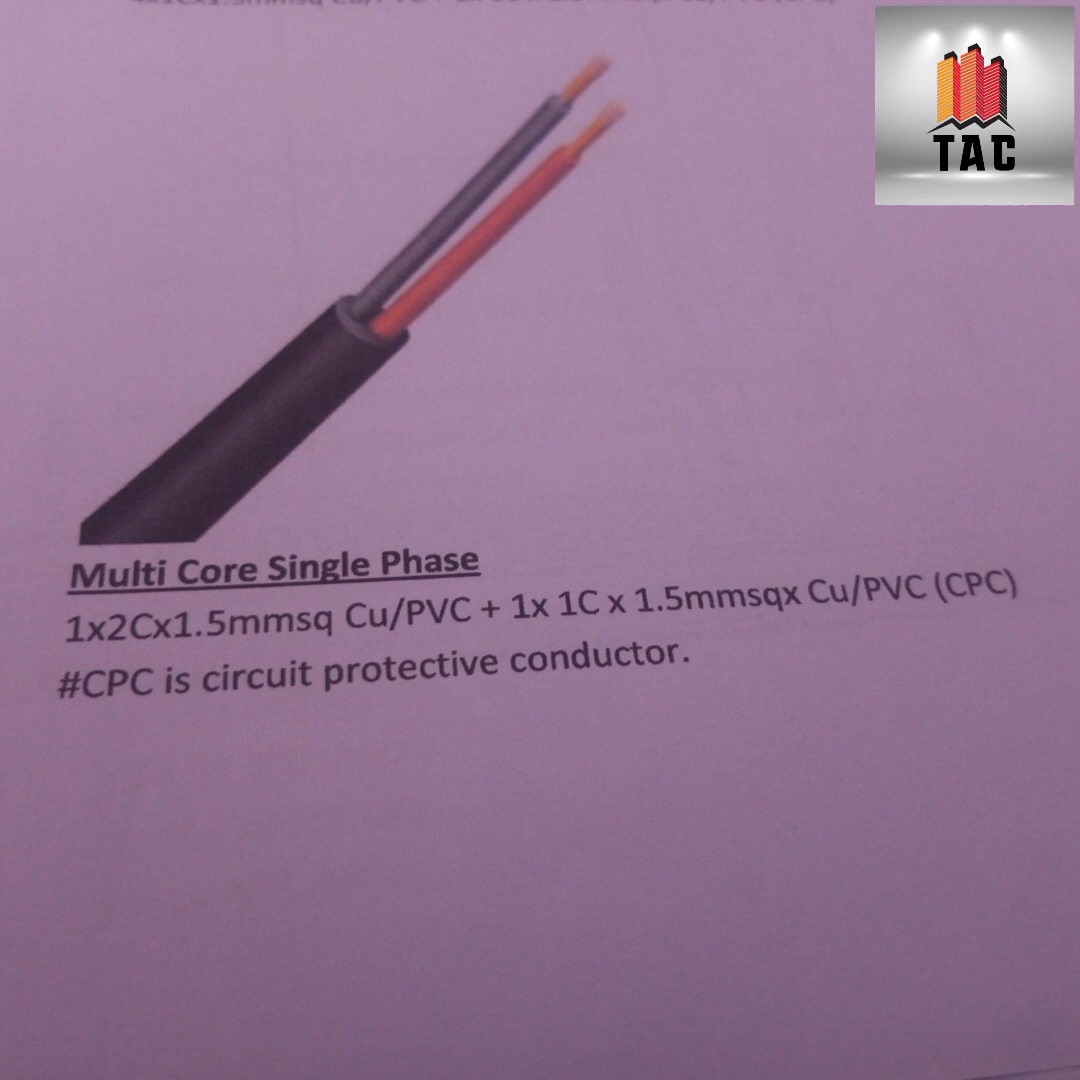 TAC
Multi Core Single Phase
1x2Cx1.5mmsq Cu/PVC + 1x 1C x 1.5mmsqx Cu/PVC (CPC)
#CPC is circuit protective conductor.